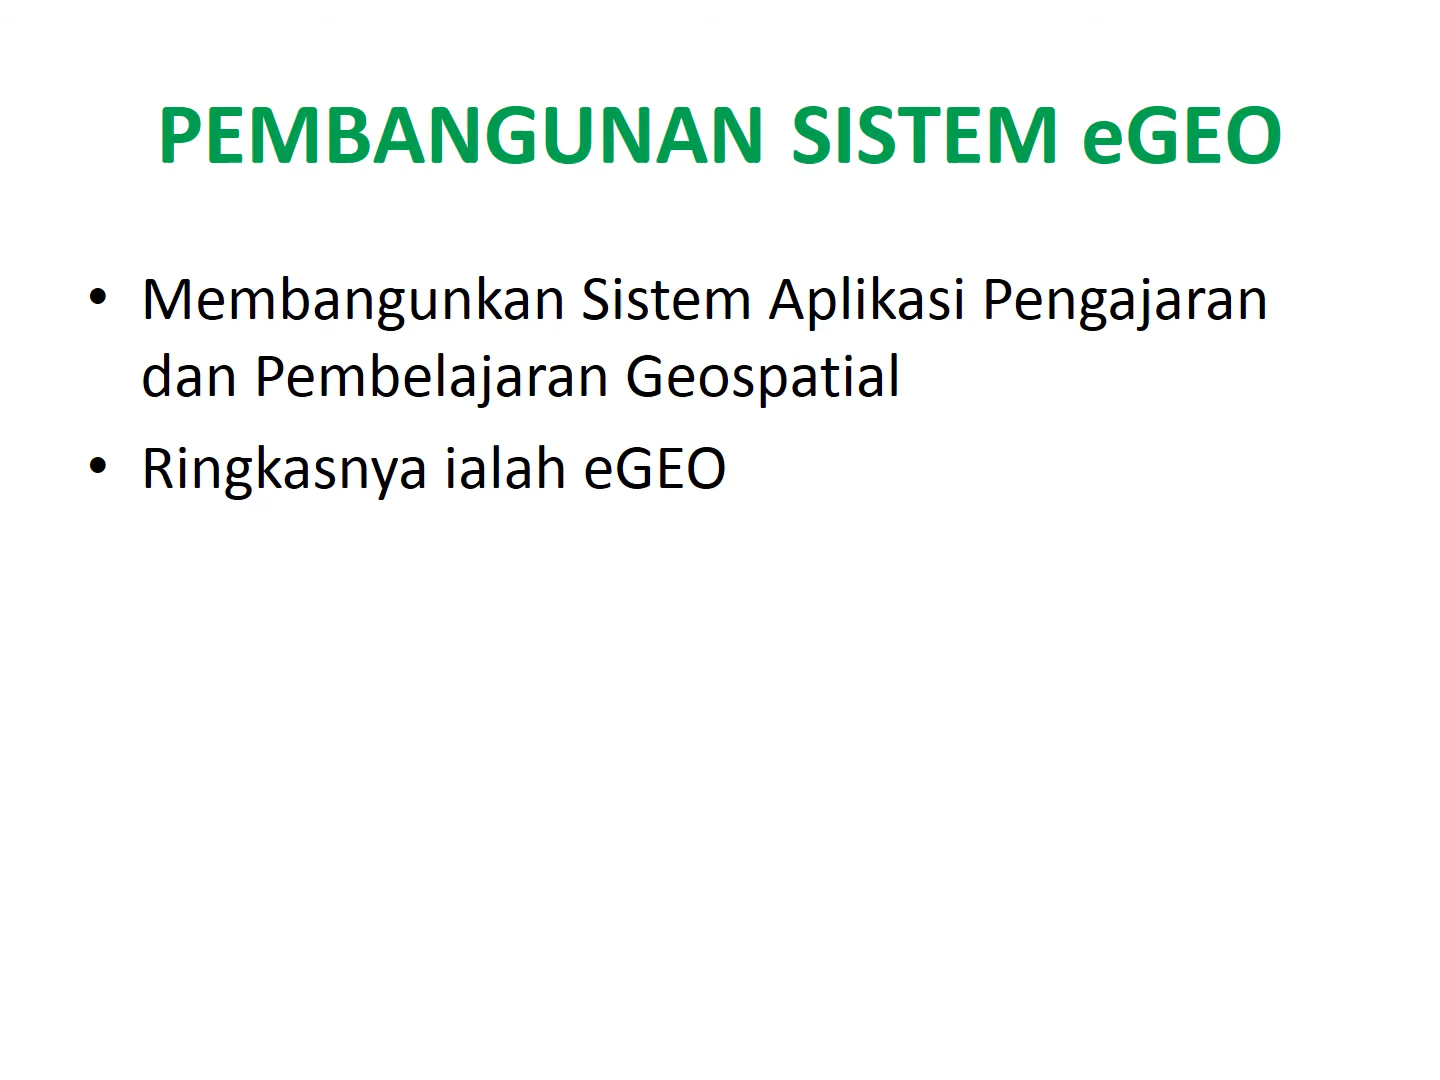 PEMBANGUNAN SISTEM eGEO
• Membangunkan Sistem Aplikasi Pengajaran
dan Pembelajaran Geospatial
• Ringkasnya ialah eGEO